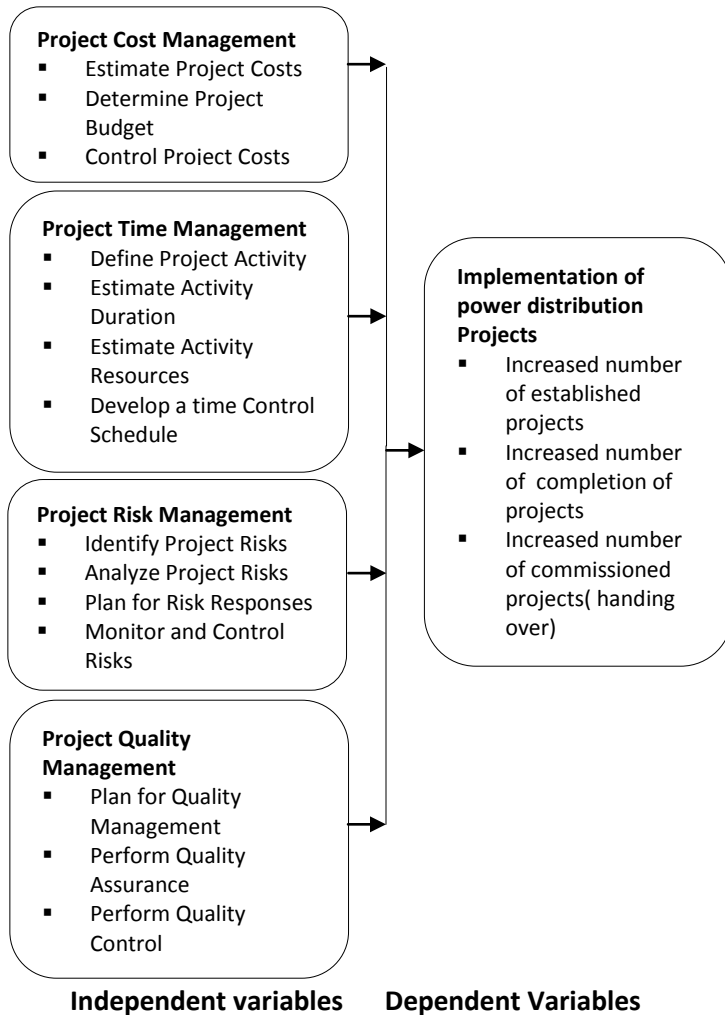 Project Cost Management
▪ Estimate Project Costs
▪ Determine Project
Budget
▪ Control Project Costs
Project Time Management
▪ Define Project Activity
▪ Estimate Activity
Duration
▪ Estimate Activity
Resources
▪ Develop a time Control
Schedule
Project Risk Management
▪ Identify Project Risks
▪ Analyze Project Risks
▪ Plan for Risk Responses
▪ Monitor and Control
Risks
Project Quality
Management
▪ Plan for Quality
Management
▪ Perform Quality
Assurance
▪ Perform Quality
Control
Implementation of
power distribution
Projects
▪ Increased number
of established
projects
▪ Increased number
of completion of
projects
▪ Increased number
of commissioned
projects( handing
over)
Independent variables Dependent Variables